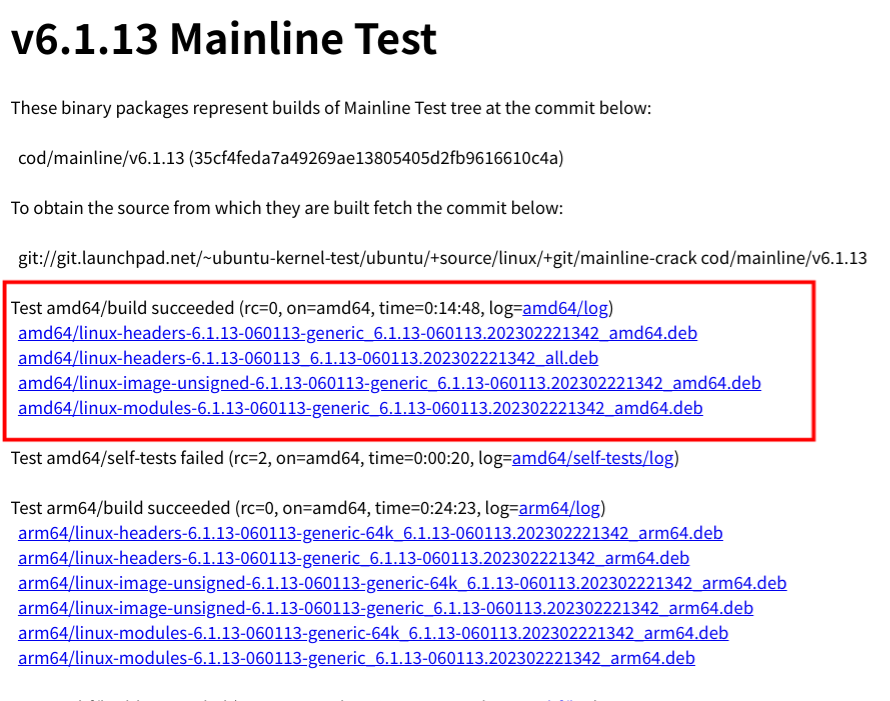 v6.1.13 Mainline Test
These binary packages represent builds of Mainline Test tree at the commit below:
cod/mainline/v6.1.13 (35cf4feda7a49269ae13805405d2fb9616610c4a)
To obtain the source from which they are built fetch the commit below:
git://git.launchpad.net/~ubuntu-kernel-test/ubuntu/+source/linux/+git/mainline-crack cod/mainline/v6.1.13
Test amd64/build succeeded (rc=0, on=amd64, time=0:14:48, log=amd64/log)
amd64/linux-headers-6.1.13-060113-generic_6.1.13-060113.202302221342_amd64.deb
amd64/linux-headers-6.1.13-060113_6.1.13-060113.202302221342_all.deb
amd64/linux-image-unsigned-6.1.13-060113-generic_6.1.13-060113.202302221342_amd64.deb
amd64/linux-modules-6.1.13-060113-generic_6.1.13-060113.202302221342_amd64.deb
Test amd64/self-tests failed (rc=2, on=amd64, time=0:00:20, log=amd64/self-tests/log)
Test arm64/build succeeded (rc=0, on=amd64, time=0:24:23, log=arm64/log)
arm64/linux-headers-6.1.13-060113-generic-64k_6.1.13-060113.202302221342_arm64.deb
arm64/linux-headers-6.1.13-060113-generic_6.1.13-060113.202302221342_arm64.deb
arm64/linux-image-unsigned-6.1.13-060113-generic-64k_6.1.13-060113.202302221342_arm64.deb
arm64/linux-image-unsigned-6.1.13-060113-generic_6.1.13-060113.202302221342_arm64.deb
arm64/linux-modules-6.1.13-060113-generic-64k_6.1.13-060113.202302221342_arm64.deb
arm64/linux-modules-6.1.13-060113-generic_6.1.13-060113.202302221342_arm64.deb